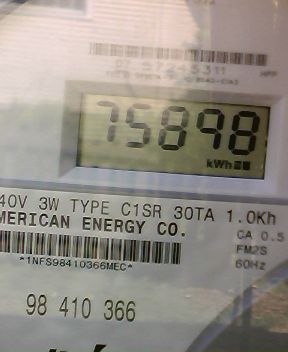 75898
kWh
40V 3W TYPE C1SR 30TA 1.0Kh
MERICAN ENERGY CO.
CA 0.5
FM2S
60Hz
*1NFS98410366MEC*
98 410 366